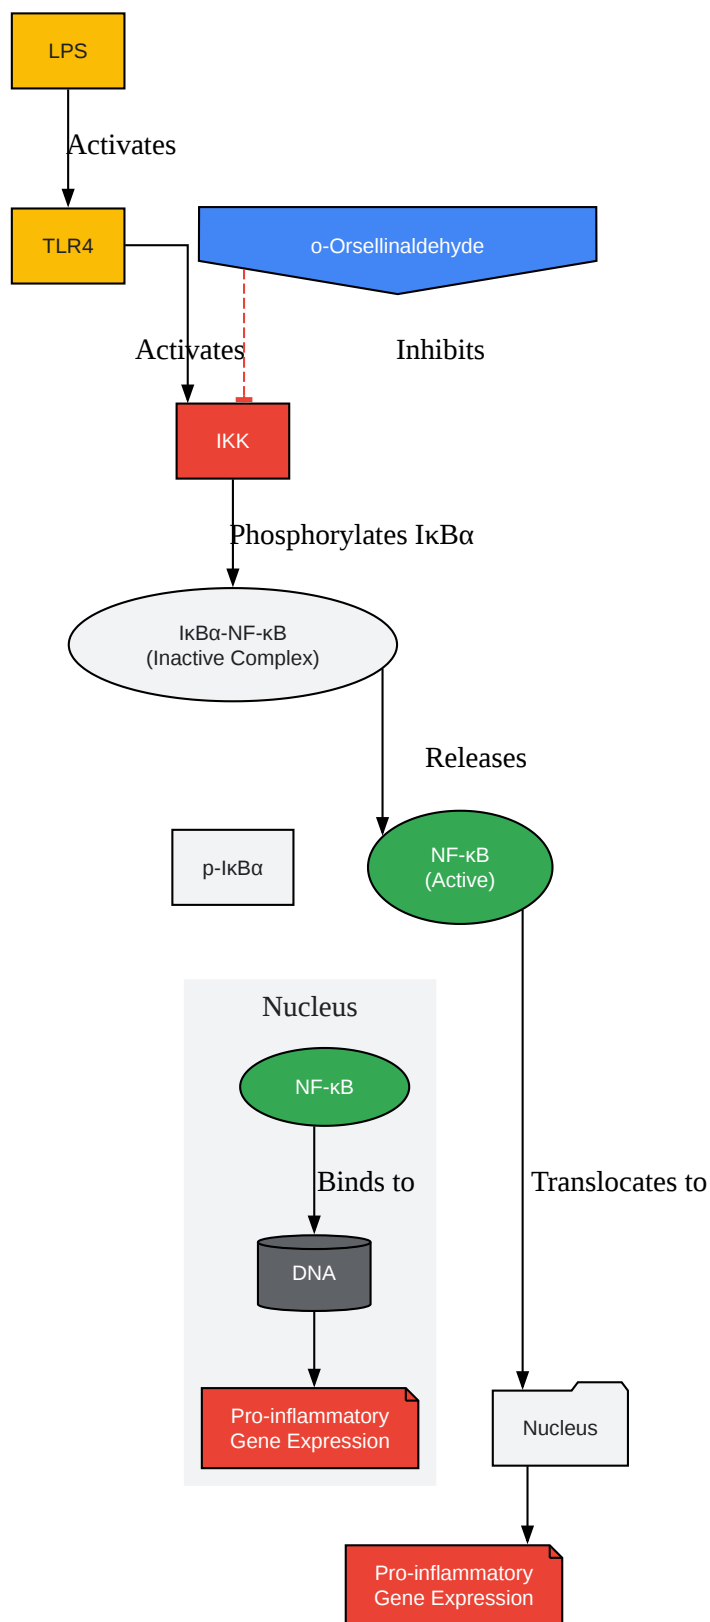 LPS
Activates
TLR4
o-Orsellinaldehyde
Activates
Inhibits
IKK
Phosphorylates IκBα
IκBα-NF-κB
(Inactive Complex)
Releases
p-IκBα
NF-κB
(Active)
Nucleus
NF-κB
Binds to
Translocates to
DNA
Pro-inflammatory
Gene Expression
Nucleus
Pro-inflammatory
Gene Expression